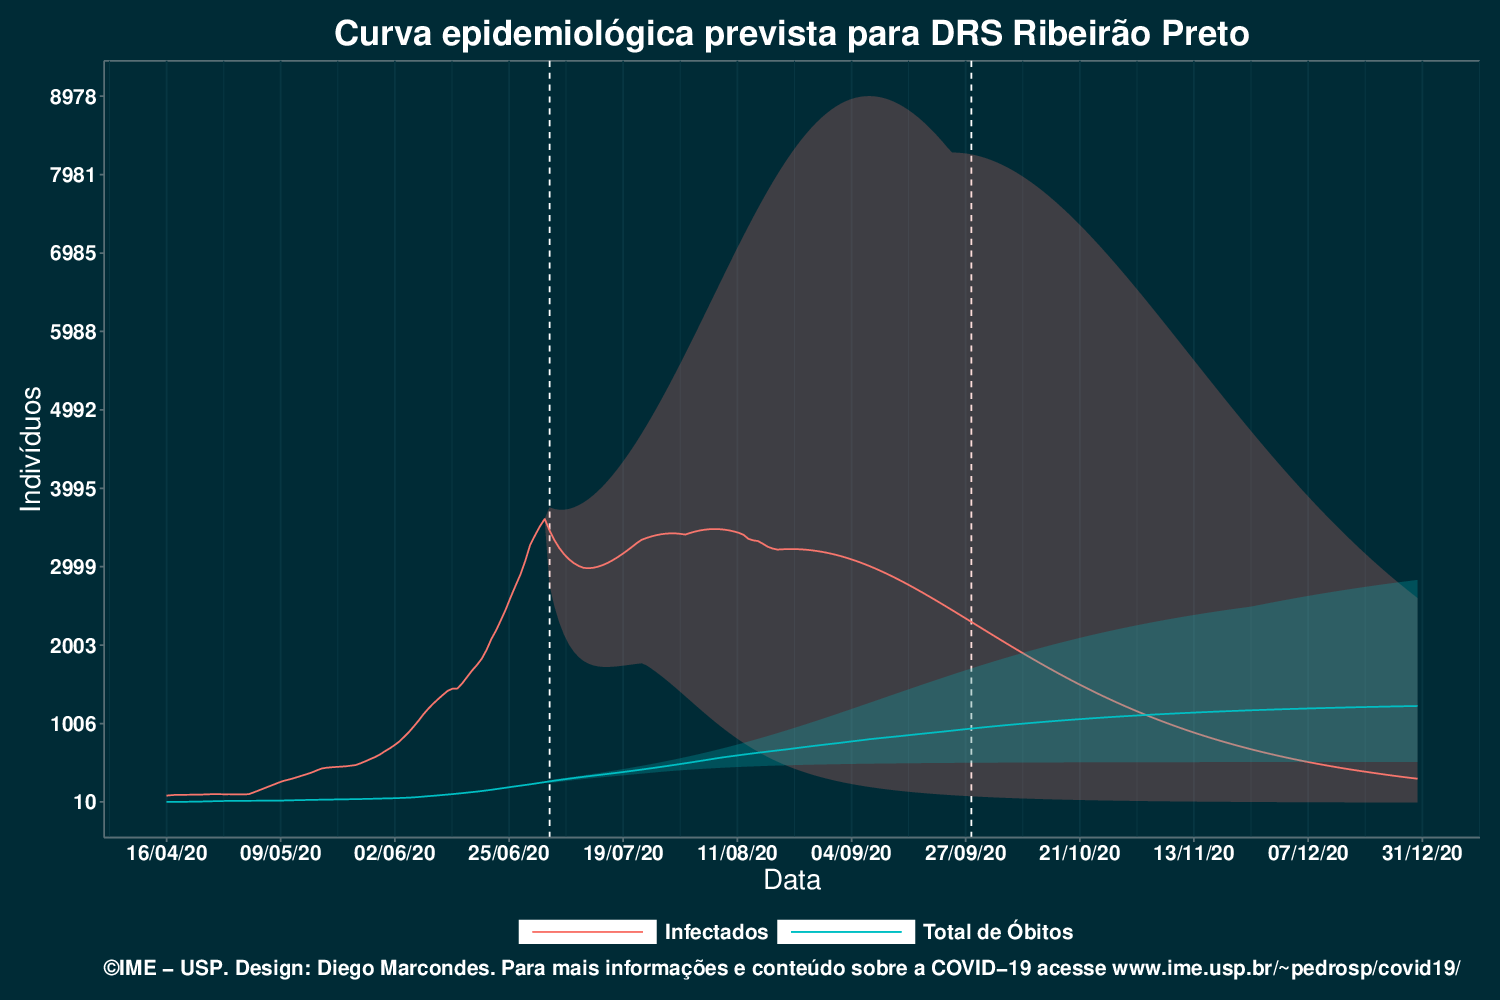 Curva epidemiológica prevista para DRS Ribeirão Preto
8978
7981
6985
5988
4992
3995
2999
2003
1006
10
Indivíduos
16/04/20 09/05/20 02/06/20 25/06/20 19/07/20 11/08/20 04/09/20 27/09/20 21/10/20 13/11/20 07/12/20 31/12/20
Data
Infectados Total de Óbitos
©IME − USP. Design: Diego Marcondes. Para mais informações e conteúdo sobre a COVID−19 acesse www.ime.usp.br/~pedrosp/covid19/